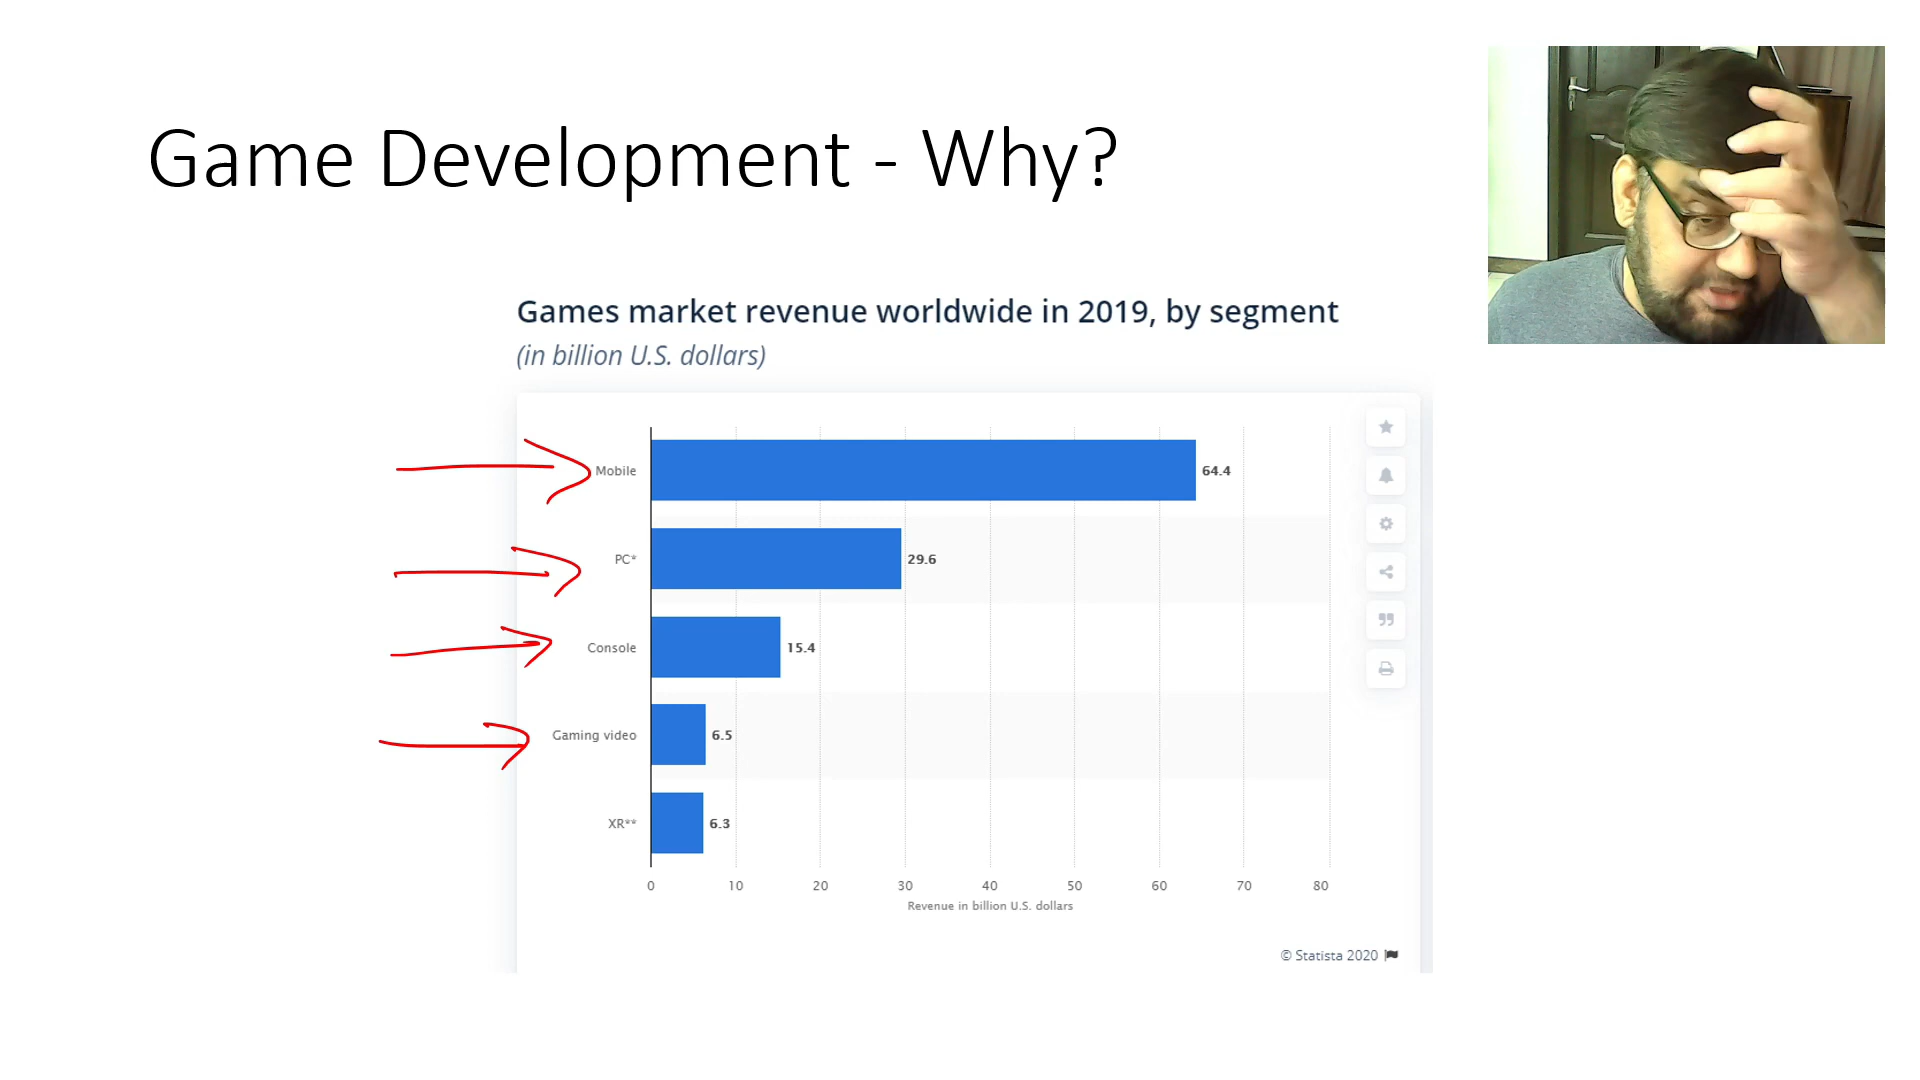 Game Development - Why?
Games market revenue worldwide in 2019, by segment
(in billion U.S. dollars)
Mobile 64.4
PC* 29.6
Console 15.4
Gaming video 6.5
XR** 6.3
0 10 20 30 40 50 60 70 80
Revenue in billion U.S. dollars
© Statista 2020